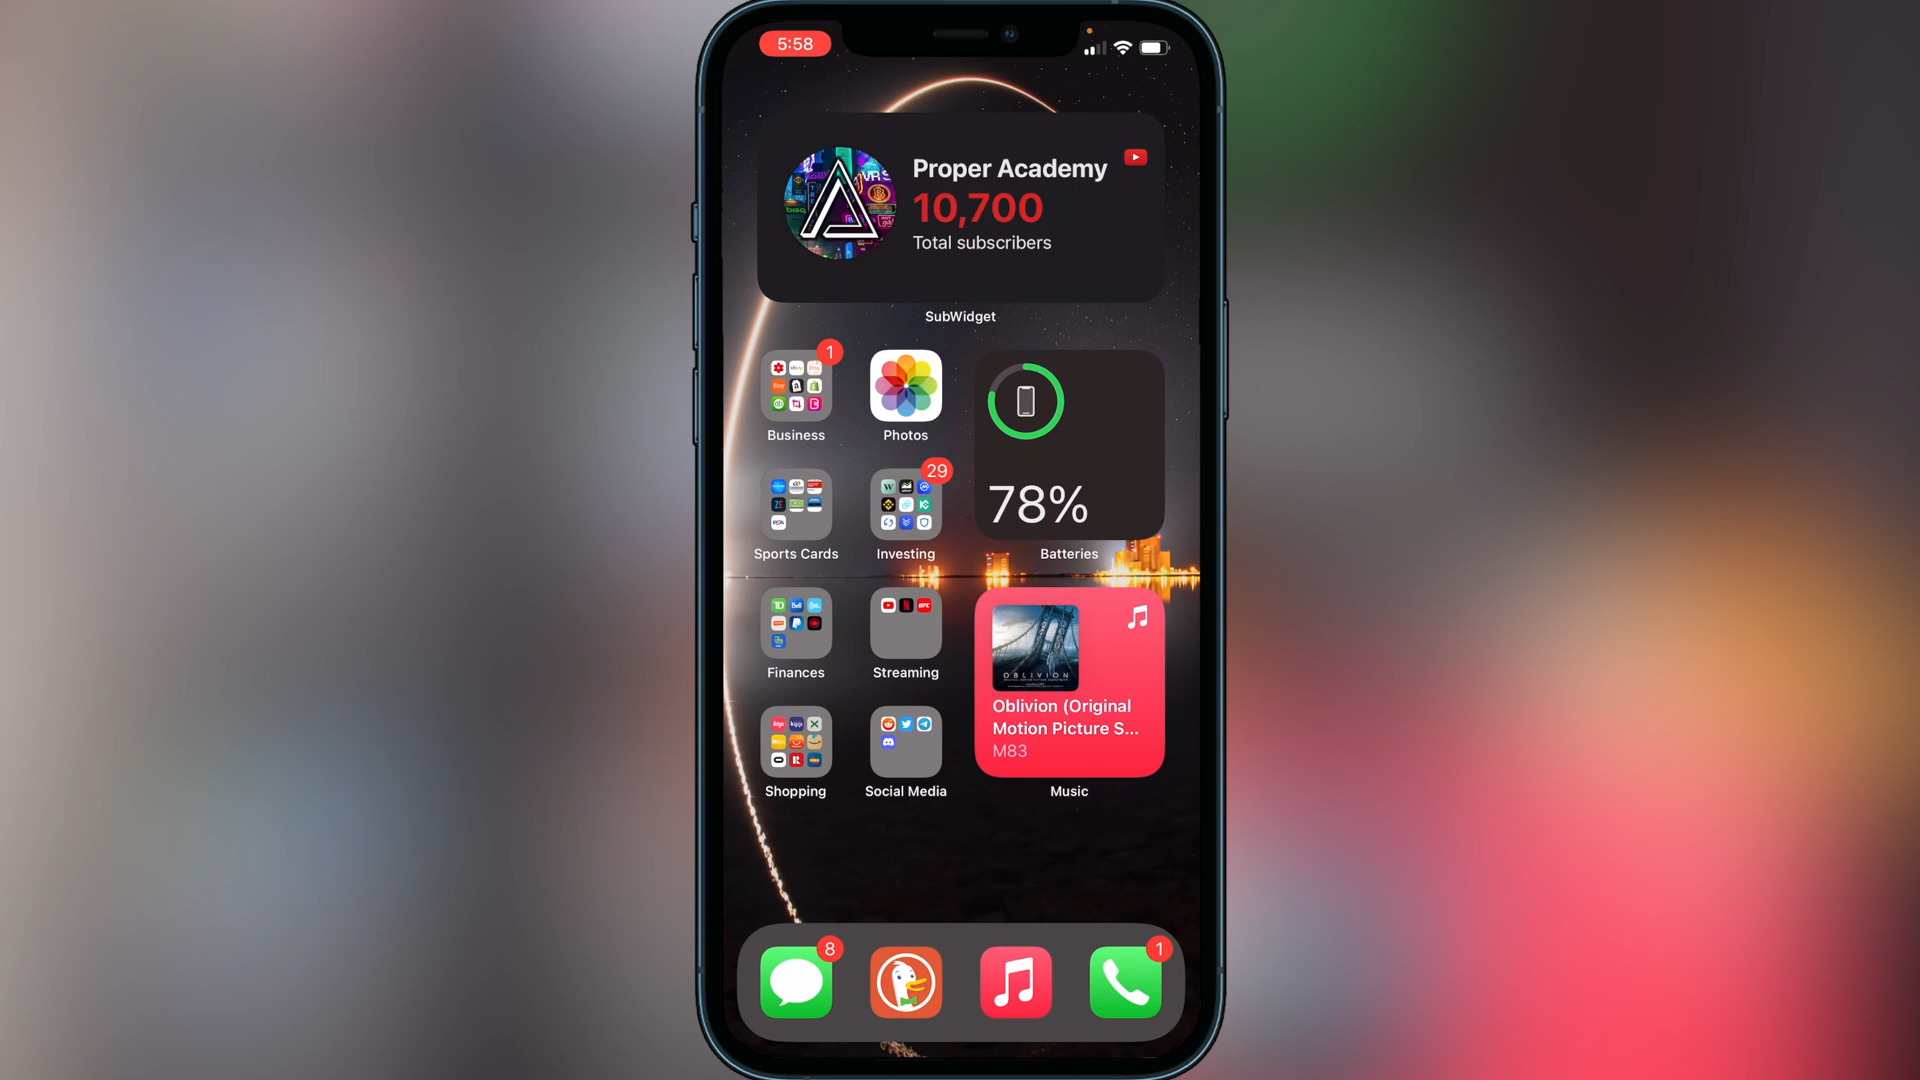 5:58
Proper Academy
10,700
Total subscribers
SubWidget
1
Business
Photos
78%
Batteries
Sports Cards
29
Investing
Finances
Streaming
OBLIVION
Oblivion (Original
Motion Picture S...
M83
Music
Shopping
Social Media
8
1